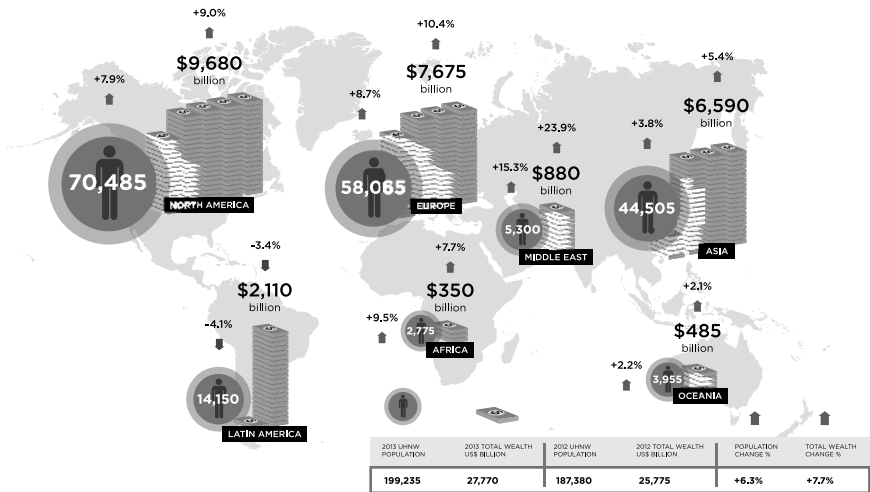 +9.0%
$9,680
billion
+7.9%
70,485
NORTH AMERICA
+10.4%
$7,675
billion
+8.7%
58,065
EUROPE
+23.9%
+15.3%
$880
billion
5,300
MIDDLE EAST
+5.4%
$6,590
billion
+3.8%
44,505
ASIA
-3.4%
$2,110
billion
-4.1%
14,150
LATIN AMERICA
+7.7%
$350
billion
+9.5%
2,775
AFRICA
+2.1%
$485
billion
+2.2%
3,955
OCEANIA
2013 UHNW 2013 TOTAL WEALTH 2012 UHNW 2012 TOTAL WEALTH POPULATION TOTAL WEALTH
POPULATION US$ BILLION POPULATION US$ BILLION CHANGE % CHANGE %
199,235 27,770 187,380 25,775 +6.3% +7.7%